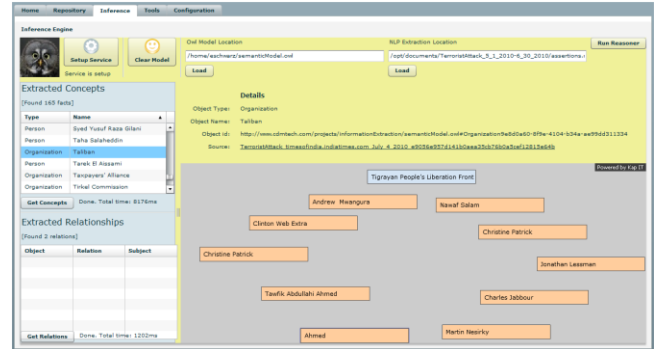 Home Repository Inference Tools Configuration
Inference Engine
Setup Service
Clear Model
Service is setup
Owl Model Location
/home/eschwarz/semanticModel.owl
Load
NLP Extraction Location
/opt/documents/TerroristAttack_5_1_2010-6_30_2010/assertions.
Load
Run Reasoner
Extracted Concepts
[Found 165 facts]
Type Name
Person Syed Yusuf Raza Gilani
Person Taha Salaheddin
Organization Taliban
Person Tarek El Aissami
Organization Taxpayers' Alliance
Organization Tirkel Commission
Get Concepts Done. Total time: 8176ms
Extracted Relationships
[Found 2 relations]
Object Relation Subject
Get Relations Done. Total time: 1202ms
Details
Object Type: Organization
Object Name: Taliban
Object id:
Source:
Powered by Kap IT
Tigrayan People's Liberation Front
Andrew Mwangura
Nawaf Salam
Clinton Web Extra
Christine Patrick
Christine Patrick
Jonathan Lessman
Tawfik Abdullahi Ahmed
Charles Jabbour
Ahmed
Martin Nesirky